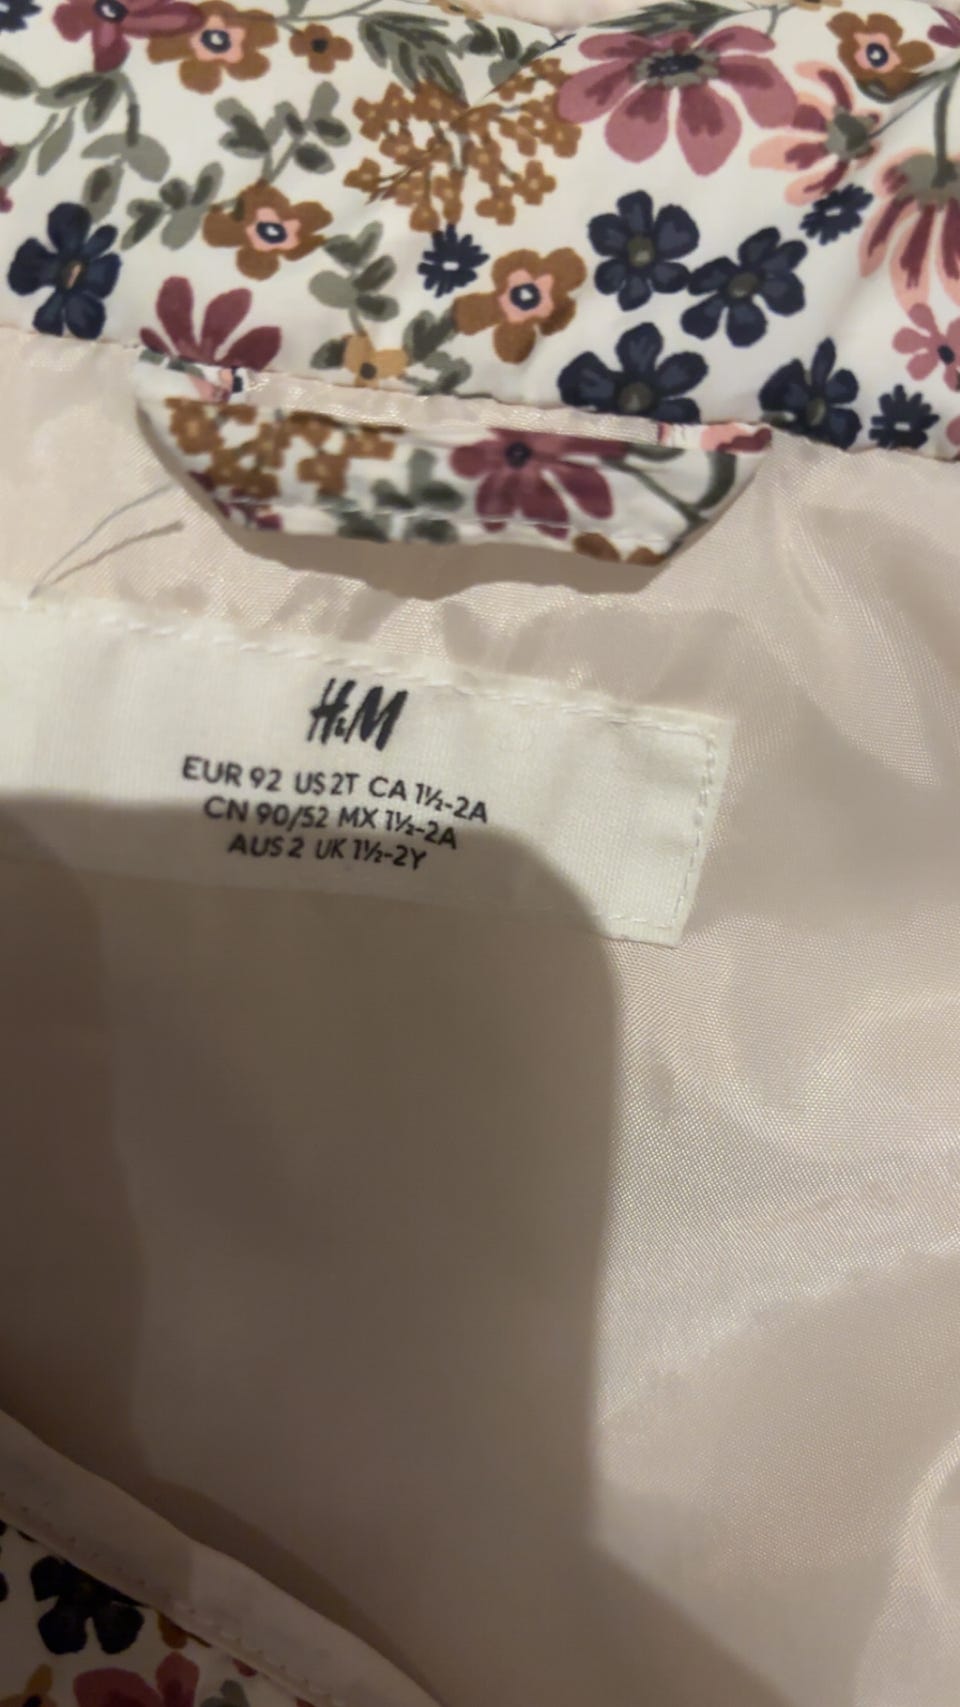 H&M
EUR 92 US 2T CA 1½-2A
CN 90/52 MX 1½-2A
AUS 2 UK 1½-2Y